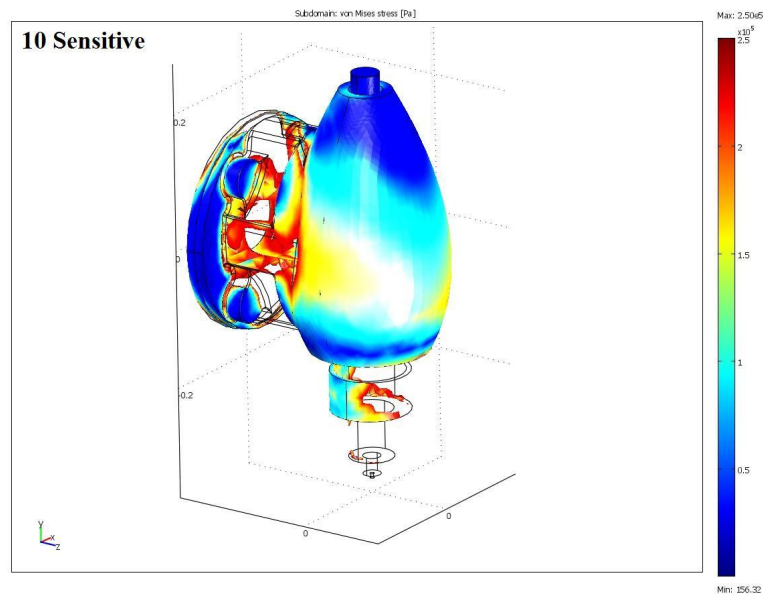 Subdomain: von Mises stress [Pa]
Max: 2.50e5
10 Sensitive
x10^5
2.5
0.2
2
1.5
0
1
-0.2
0.5
0
0
y
x
z
Min: 156.32